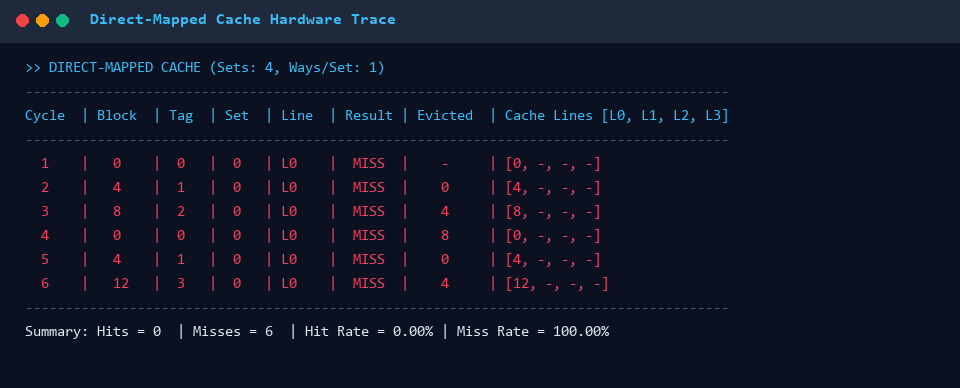 Direct-Mapped Cache Hardware Trace
>> DIRECT-MAPPED CACHE (Sets: 4, Ways/Set: 1)
----------------------------------------------------------------------------------------
Cycle  | Block  | Tag  | Set  | Line   | Result | Evicted  | Cache Lines [L0, L1, L2, L3]
----------------------------------------------------------------------------------------
  1    |   0    |  0   |  0   | L0     |  MISS  |    -     | [0, -, -, -]
  2    |   4    |  1   |  0   | L0     |  MISS  |    0     | [4, -, -, -]
  3    |   8    |  2   |  0   | L0     |  MISS  |    4     | [8, -, -, -]
  4    |   0    |  0   |  0   | L0     |  MISS  |    8     | [0, -, -, -]
  5    |   4    |  1   |  0   | L0     |  MISS  |    0     | [4, -, -, -]
  6    |   12   |  3   |  0   | L0     |  MISS  |    4     | [12, -, -, -]
----------------------------------------------------------------------------------------
Summary: Hits = 0  | Misses = 6  | Hit Rate = 0.00% | Miss Rate = 100.00%